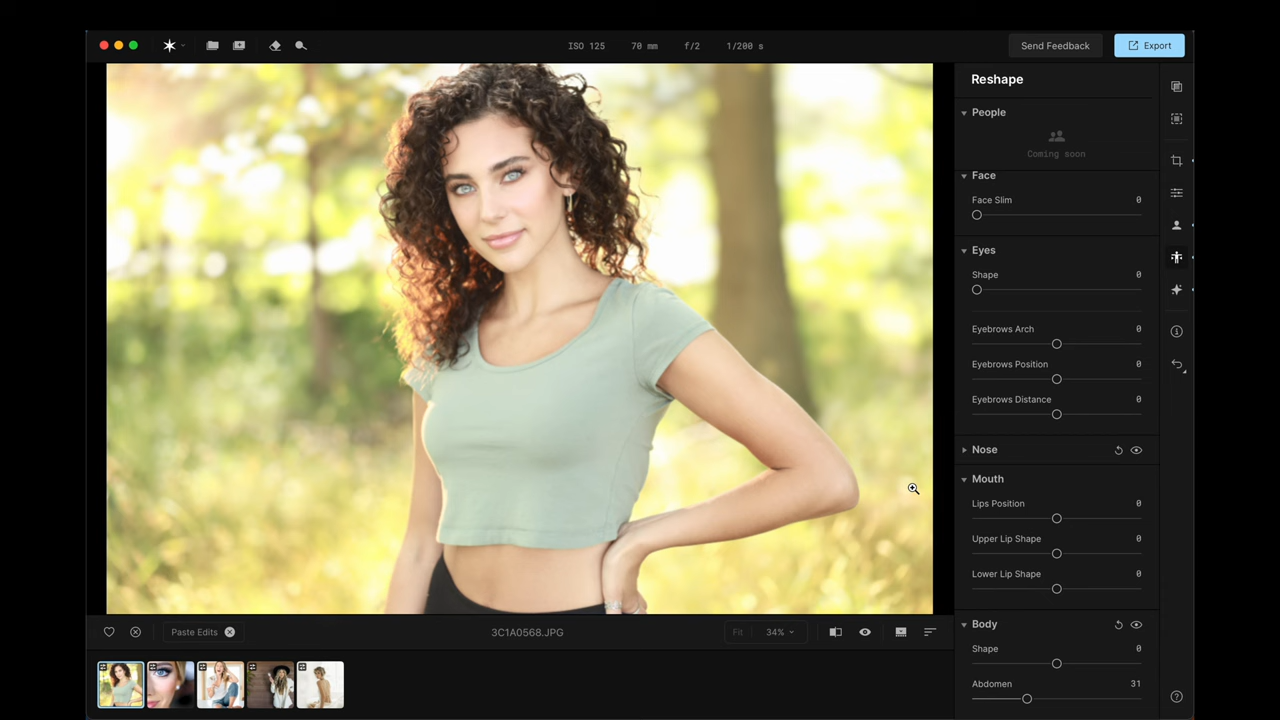 ISO 125 70 mm f/2 1/200 s Send Feedback Export
Reshape
People
Coming soon
Face
Face Slim 0
Eyes
Shape 0
Eyebrows Arch 0
Eyebrows Position 0
Eyebrows Distance 0
Nose
Mouth
Lips Position 0
Upper Lip Shape 0
Lower Lip Shape 0
Body
Shape 0
Abdomen 31
Paste Edits 3C1A0568.JPG Fit 34%